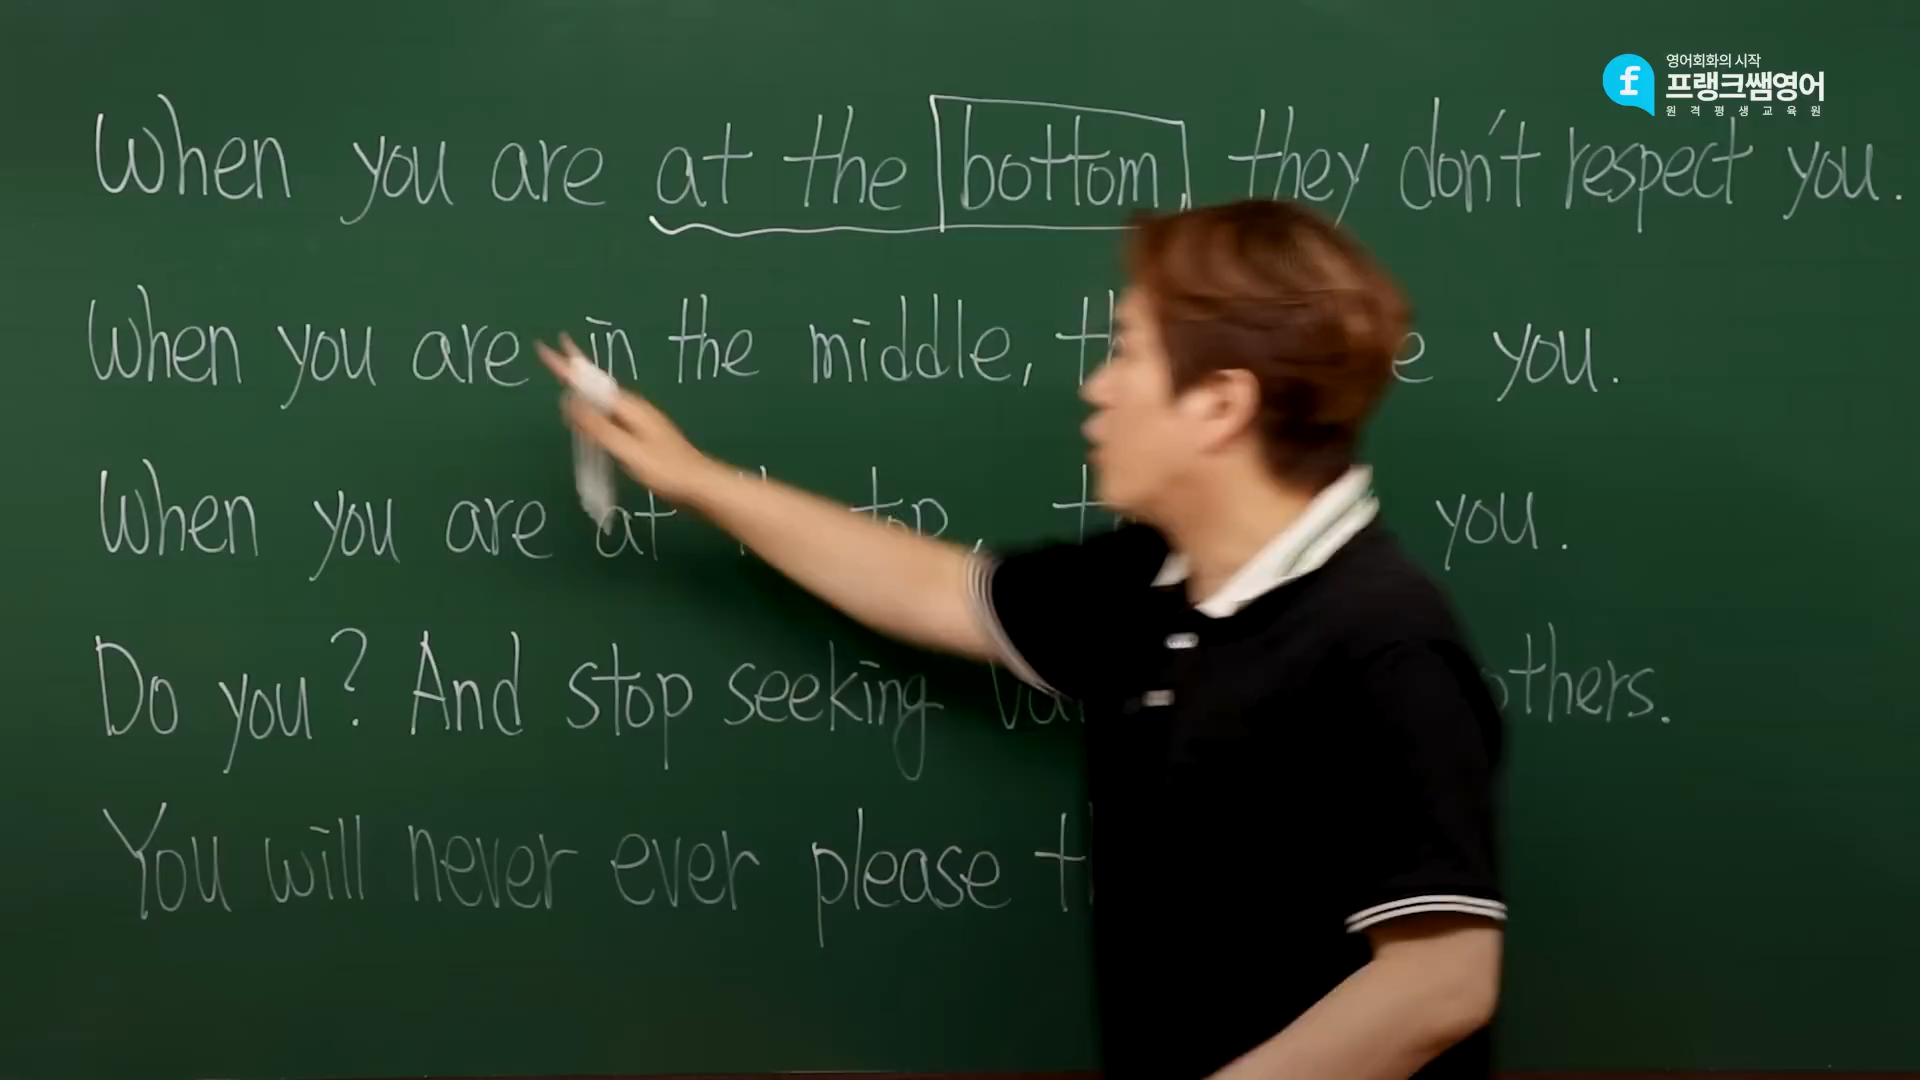 영어회화의 시작
프랭크쌤영어
원격평생교육원
When you are at the bottom, they don't respect you.
When you are in the middle, you.
When you are at top, you.
Do you? And stop seeking others.
You will never ever please